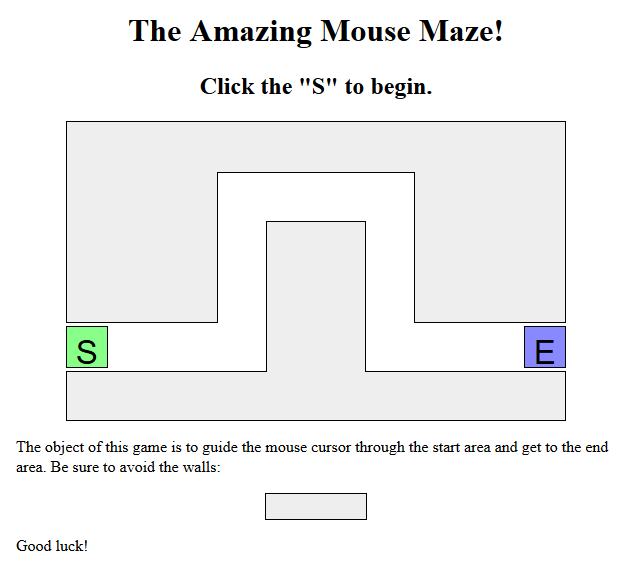 The Amazing Mouse Maze!
Click the "S" to begin.
S
E
The object of this game is to guide the mouse cursor through the start area and get to the end
area. Be sure to avoid the walls:
Good luck!